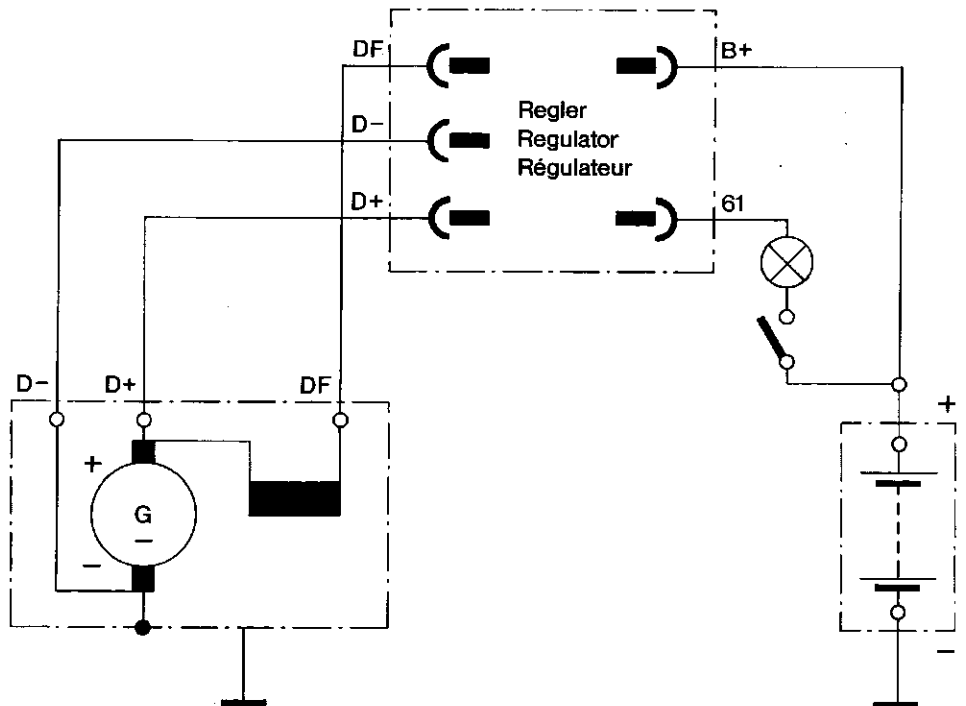 DF
B+
D-
Regler
Regulator
Régulateur
D+
61
D-
D+
DF
+
+
G
-
-
-